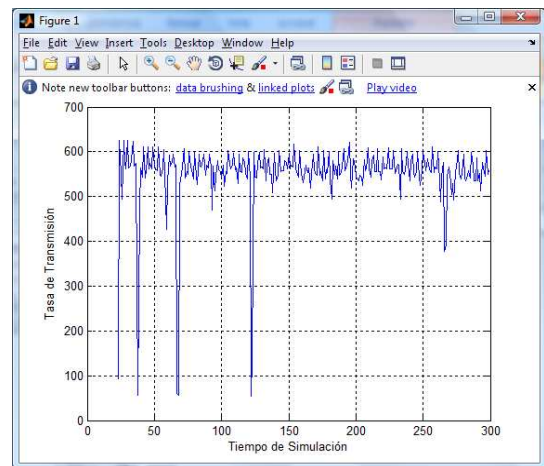 Figure 1
File Edit View Insert Tools Desktop Window Help
Note new toolbar buttons: data brushing & linked plots Play video
700
600
500
400
300
200
100
0
Tasa de Transmisión
0 50 100 150 200 250 300
Tiempo de Simulación